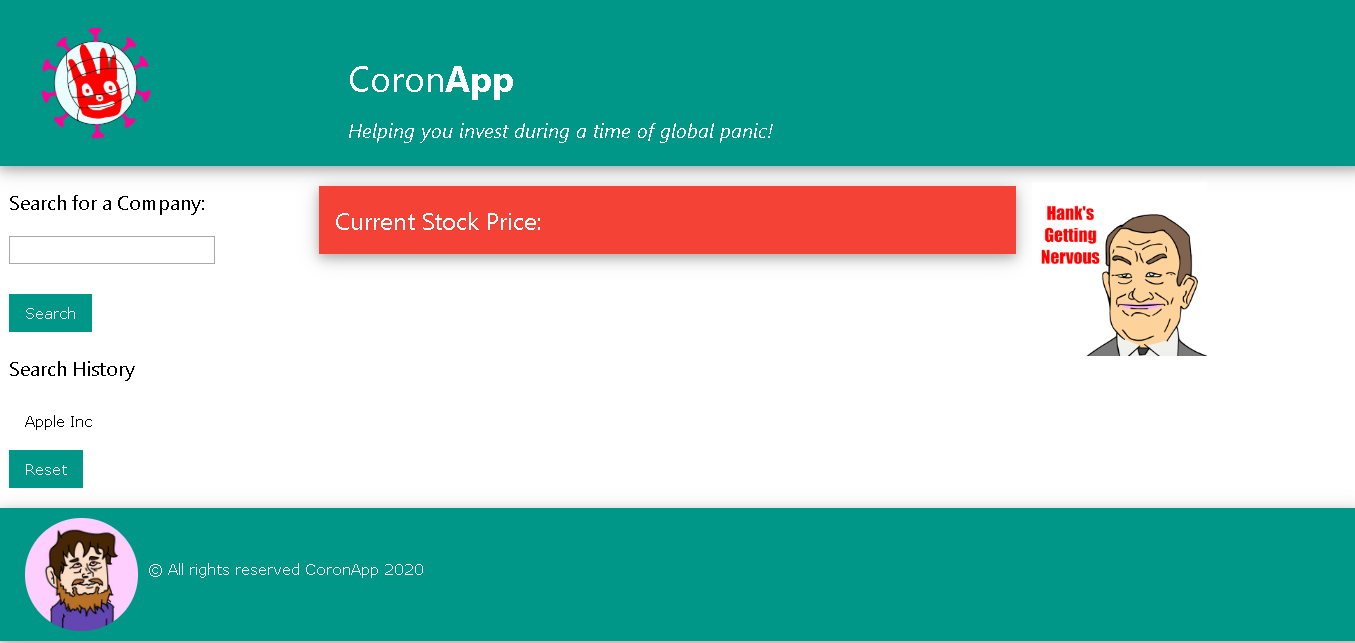 CoronApp
Helping you invest during a time of global panic!
Search for a Company:
Search
Search History
Apple Inc
Reset
Current Stock Price:
Hank's
Getting
Nervous
© All rights reserved CoronApp 2020